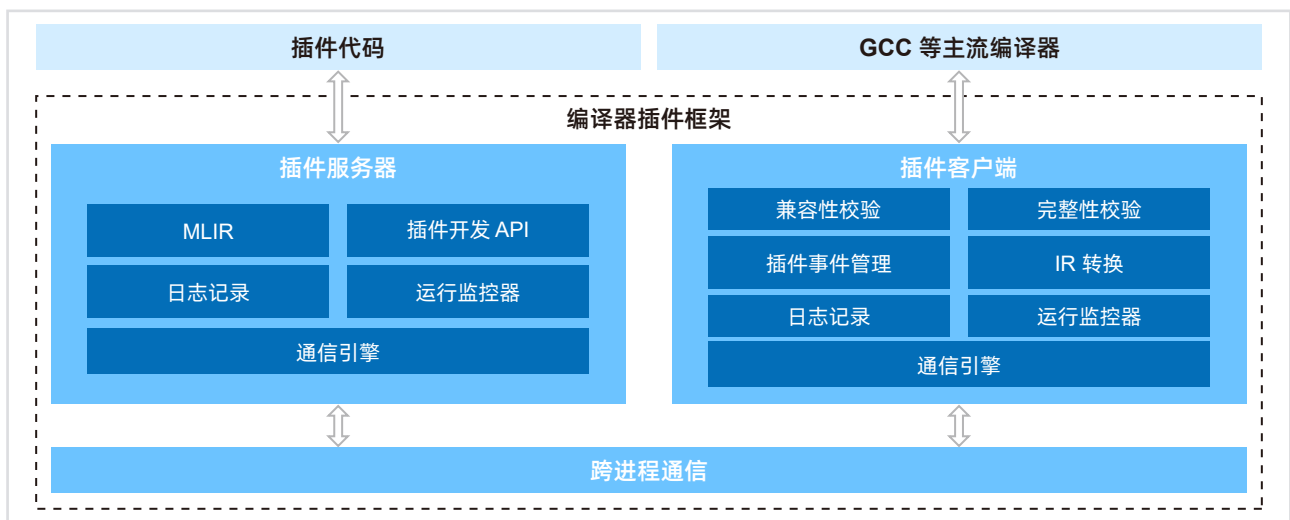 插件代码
GCC 等主流编译器
编译器插件框架
插件服务器
MLIR
插件开发 API
日志记录
运行监控器
通信引擎
插件客户端
兼容性校验
完整性校验
插件事件管理
IR 转换
日志记录
运行监控器
通信引擎
跨进程通信